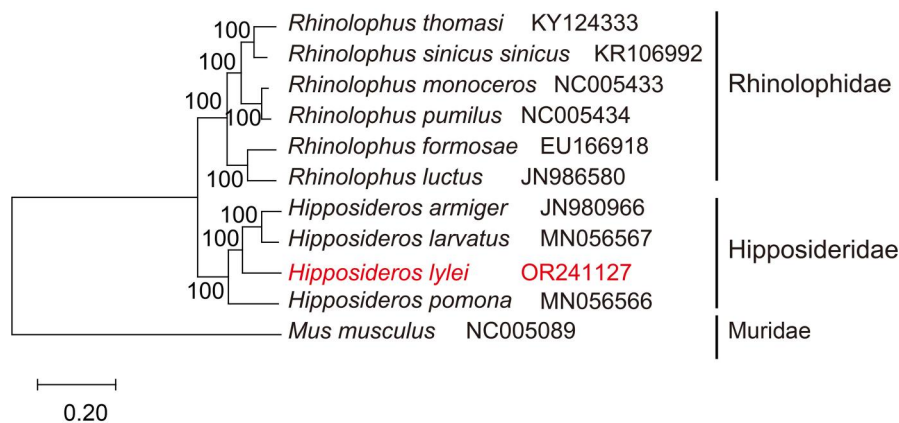 100
Rhinolophus thomasi KY124333
100
Rhinolophus sinicus sinicus KR106992
Rhinolophus monoceros NC005433
Rhinolophidae
100
100
Rhinolophus pumilus NC005434
Rhinolophus formosae EU166918
100
Rhinolophus luctus JN986580
100
Hipposideros armiger JN980966
100
Hipposideros larvatus MN056567
Hipposideridae
Hipposideros lylei OR241127
100
Hipposideros pomona MN056566
Mus musculus NC005089
Muridae
0.20